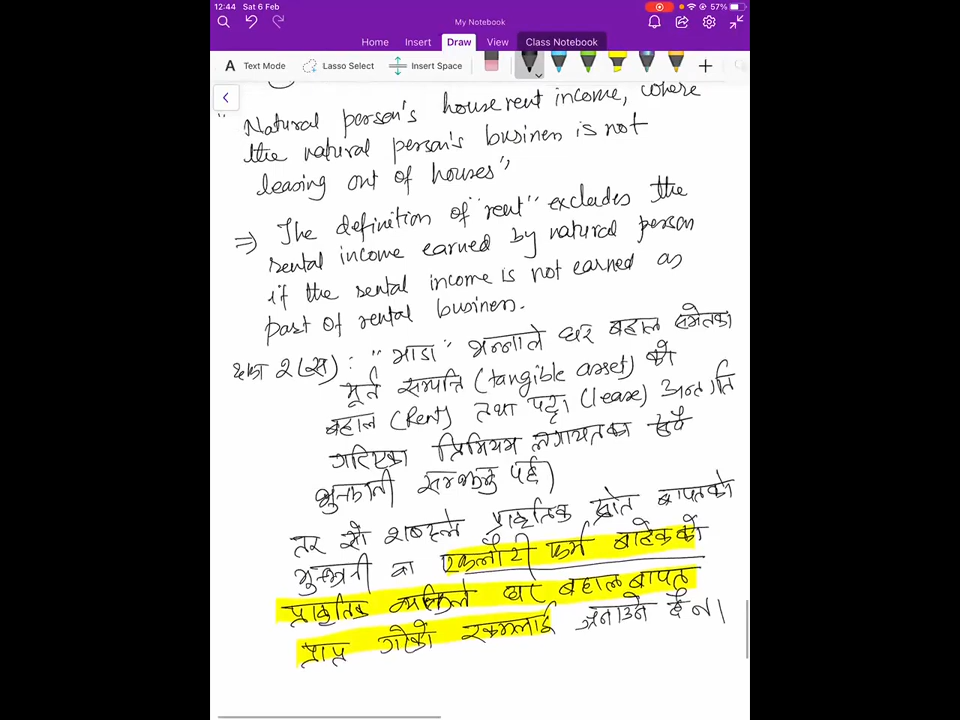 12:44 Sat 6 Feb
57%
My Notebook
Home Insert Draw View Class Notebook
Text Mode Lasso Select Insert Space
Natural person's house rent income, where
the natural person's business is not
leasing out of houses"
⇒ The definition of "rent" excludes the
rental income earned by natural person
if the rental income is not earned as
part of rental business.
दफा २(स): "भाडा" भन्नाले घर बहाल समेतका
मूर्त सम्पत्ति (tangible asset) को
बहाल (Rent) तथा पट्टा (lease) अन्तर्गत
गरिएका प्रिमियम लगायतका सबै
भुक्तानी सम्झनु पर्छ।
तर सो शब्दले प्राकृतिक स्रोत बापतको
भुक्तानी वा एकलौटी फर्म बाहेकको
प्राकृतिक व्यक्तिले घर बहाल बापत
प्राप्त गरेको रकमलाई जनाउने छैन।